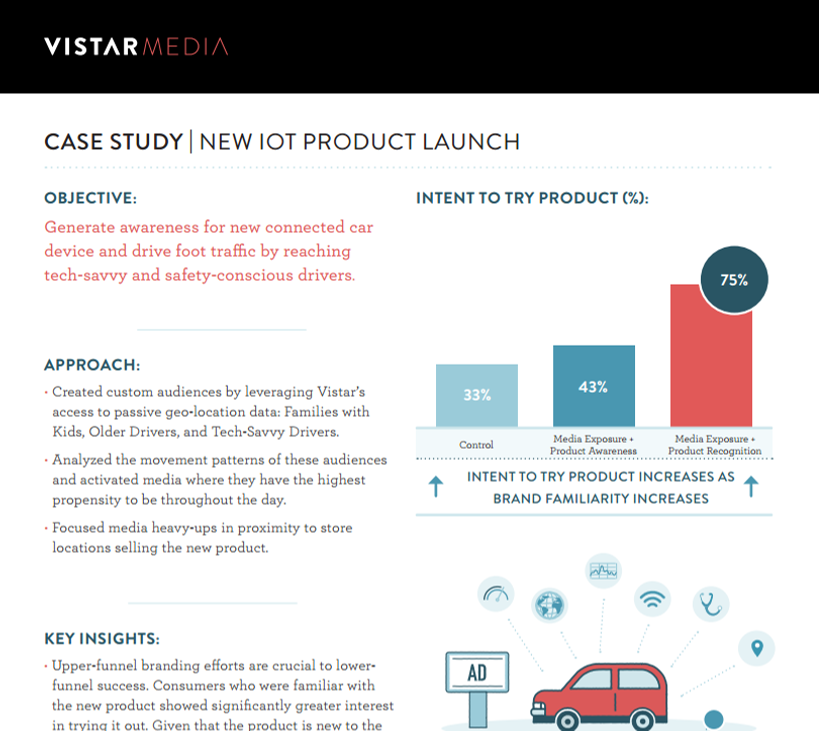 VISTARMEDIA
CASE STUDY | NEW IOT PRODUCT LAUNCH
OBJECTIVE:
Generate awareness for new connected car
device and drive foot traffic by reaching
tech-savvy and safety-conscious drivers.
APPROACH:
· Created custom audiences by leveraging Vistar's
access to passive geo-location data: Families with
Kids, Older Drivers, and Tech-Savvy Drivers.
· Analyzed the movement patterns of these audiences
and activated media where they have the highest
propensity to be throughout the day.
· Focused media heavy-ups in proximity to store
locations selling the new product.
KEY INSIGHTS:
· Upper-funnel branding efforts are crucial to lower-
funnel success. Consumers who were familiar with
the new product showed significantly greater interest
in trying it out. Given that the product is new to the
INTENT TO TRY PRODUCT (%):
75%
43%
33%
Control
Media Exposure +
Product Awareness
Media Exposure +
Product Recognition
INTENT TO TRY PRODUCT INCREASES AS
BRAND FAMILIARITY INCREASES
AD